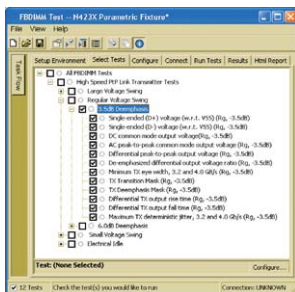 FBDIMM Test -- N423X Parametric Fixture*
File View Help
Task Flow
Setup Environment Select Tests Configure Connect Run Tests Results Html Report
All FBDIMM Tests
High Speed PtP Link Transmitter Tests
Large Voltage Swing
Regular Voltage Swing
3.5dB Deemphasis
Single-ended (D+) voltage (w.r.t. VSS) (Rg, -3.5dB)
Single-ended (D-) voltage (w.r.t. VSS) (Rg, -3.5dB)
DC common mode output voltage(Rg, -3.5dB)
AC peak-to-peak common mode output voltage (Rg, -3.5dB)
Differential peak-to-peak output voltage (Rg, -3.5dB)
De-emphasized differential output voltage ratio (Rg, -3.5dB)
Minimum TX eye width, 3.2 and 4.0 Gb/s (Rg, -3.5dB)
TX Transition Mask (Rg, -3.5dB)
TX Deemphasis Mask (Rg, -3.5dB)
Differential TX output rise time (Rg, -3.5dB)
Differential TX output fall time (Rg, -3.5dB)
Maximum TX deterministic jitter, 3.2 and 4.0 Gb/s (Rg, -3.5dB)
6.0dB Deemphasis
Small Voltage Swing
Electrical Idle
Test: (None Selected)
Configure...
12 Tests Check the test(s) you would like to run Connection: UNKNOWN